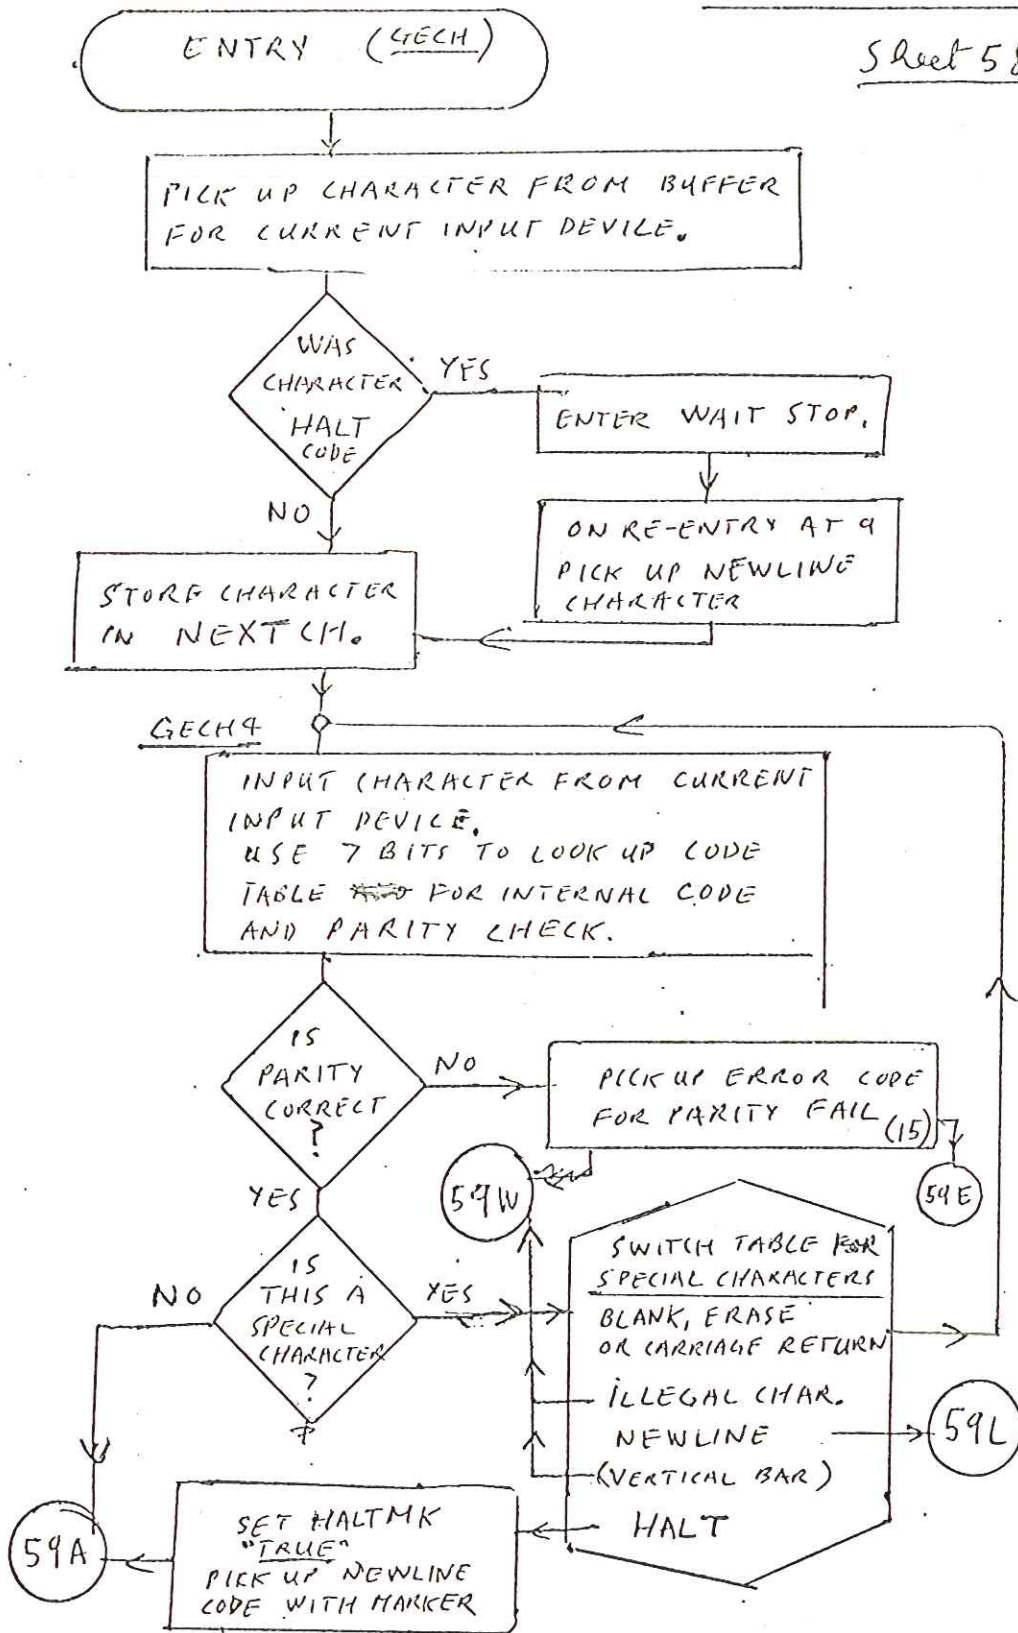 ENTRY (GECH)
Sheet 58
PICK UP CHARACTER FROM BUFFER
FOR CURRENT INPUT DEVICE.
WAS
CHARACTER
HALT
CODE
YES
NO
ENTER WAIT STOP.
ON RE-ENTRY AT 9
PICK UP NEWLINE
CHARACTER
STORE CHARACTER
IN NEXTCH.
GECH4
INPUT CHARACTER FROM CURRENT
INPUT DEVICE.
USE 7 BITS TO LOOK UP CODE
TABLE FOR INTERNAL CODE
AND PARITY CHECK.
IS
PARITY
CORRECT
?
NO
YES
PICK UP ERROR CODE
FOR PARITY FAIL (15)
59W
59E
IS
THIS A
SPECIAL
CHARACTER
?
NO
YES
SWITCH TABLE FOR
SPECIAL CHARACTERS
BLANK, ERASE
OR CARRIAGE RETURN
ILLEGAL CHAR.
NEWLINE
(VERTICAL BAR)
HALT
59L
SET HALTMK
"TRUE"
PICK UP NEWLINE
CODE WITH MARKER
59A